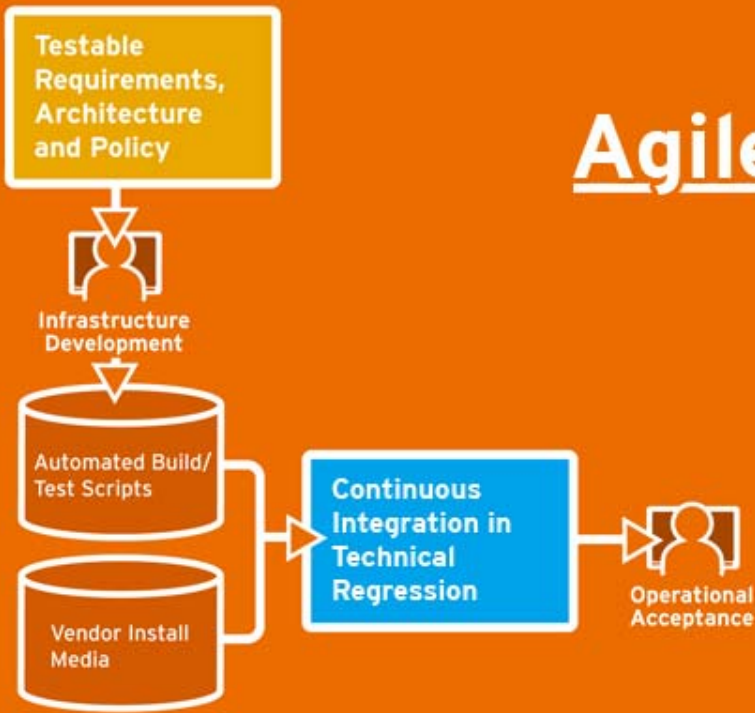 Testable
Requirements,
Architecture
and Policy
Agile
Infrastructure
Development
Automated Build/
Test Scripts
Continuous
Integration in
Technical
Regression
Vendor Install
Media
Operational
Acceptance